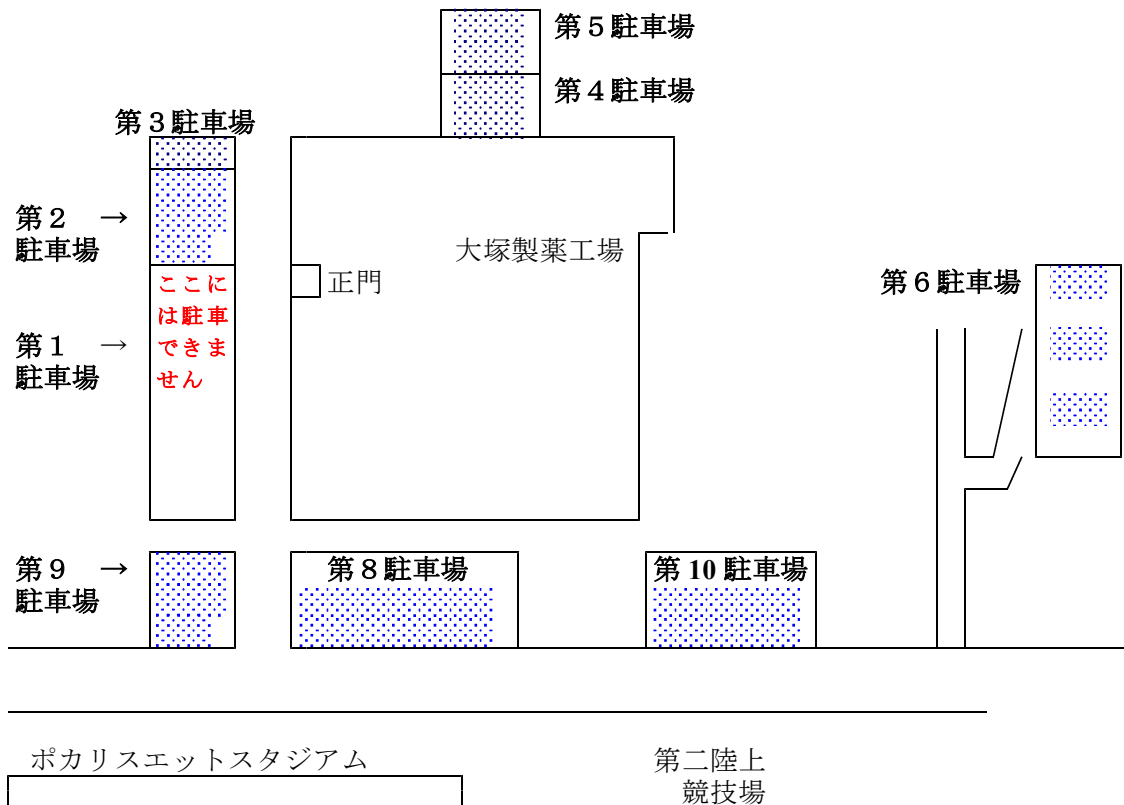 第５駐車場
第４駐車場
第３駐車場
第２　→
駐車場
大塚製薬工場
正門
第６駐車場
ここに
は駐車
できま
せん
第１　→
駐車場
第９　→
駐車場
第８駐車場
第 10 駐車場
ポカリスエットスタジアム
第二陸上
競技場